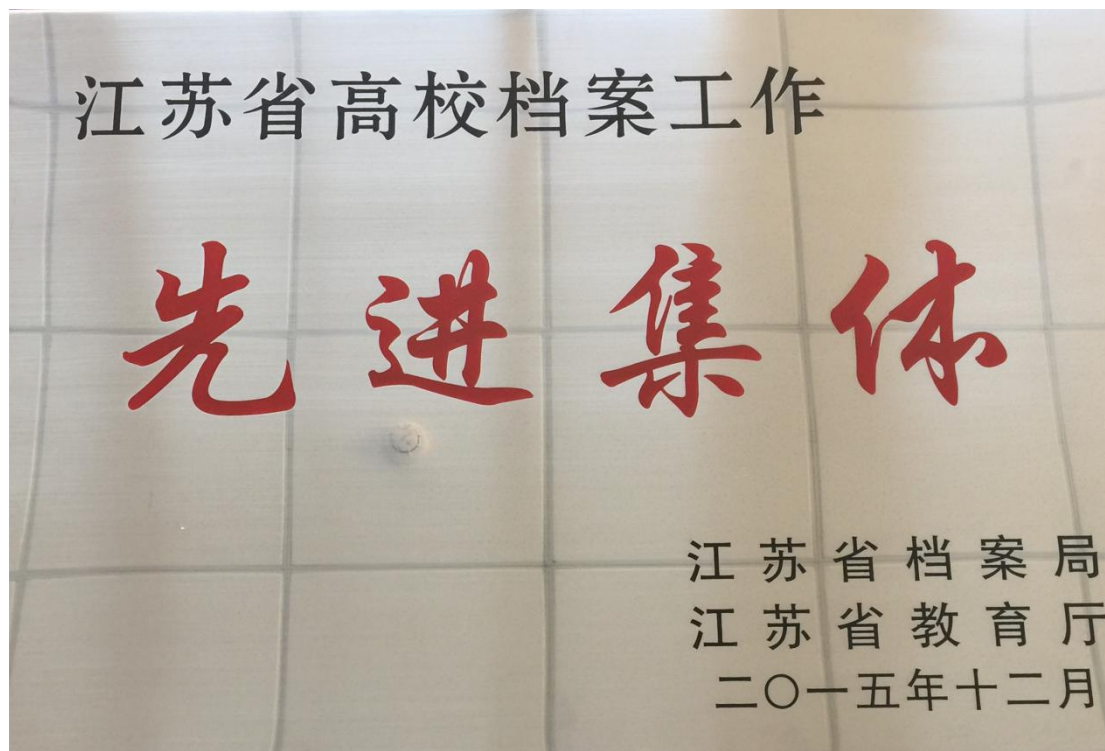 江苏省高校档案工作
先进集体
江苏省档案局
江苏省教育厅
二〇一五年十二月